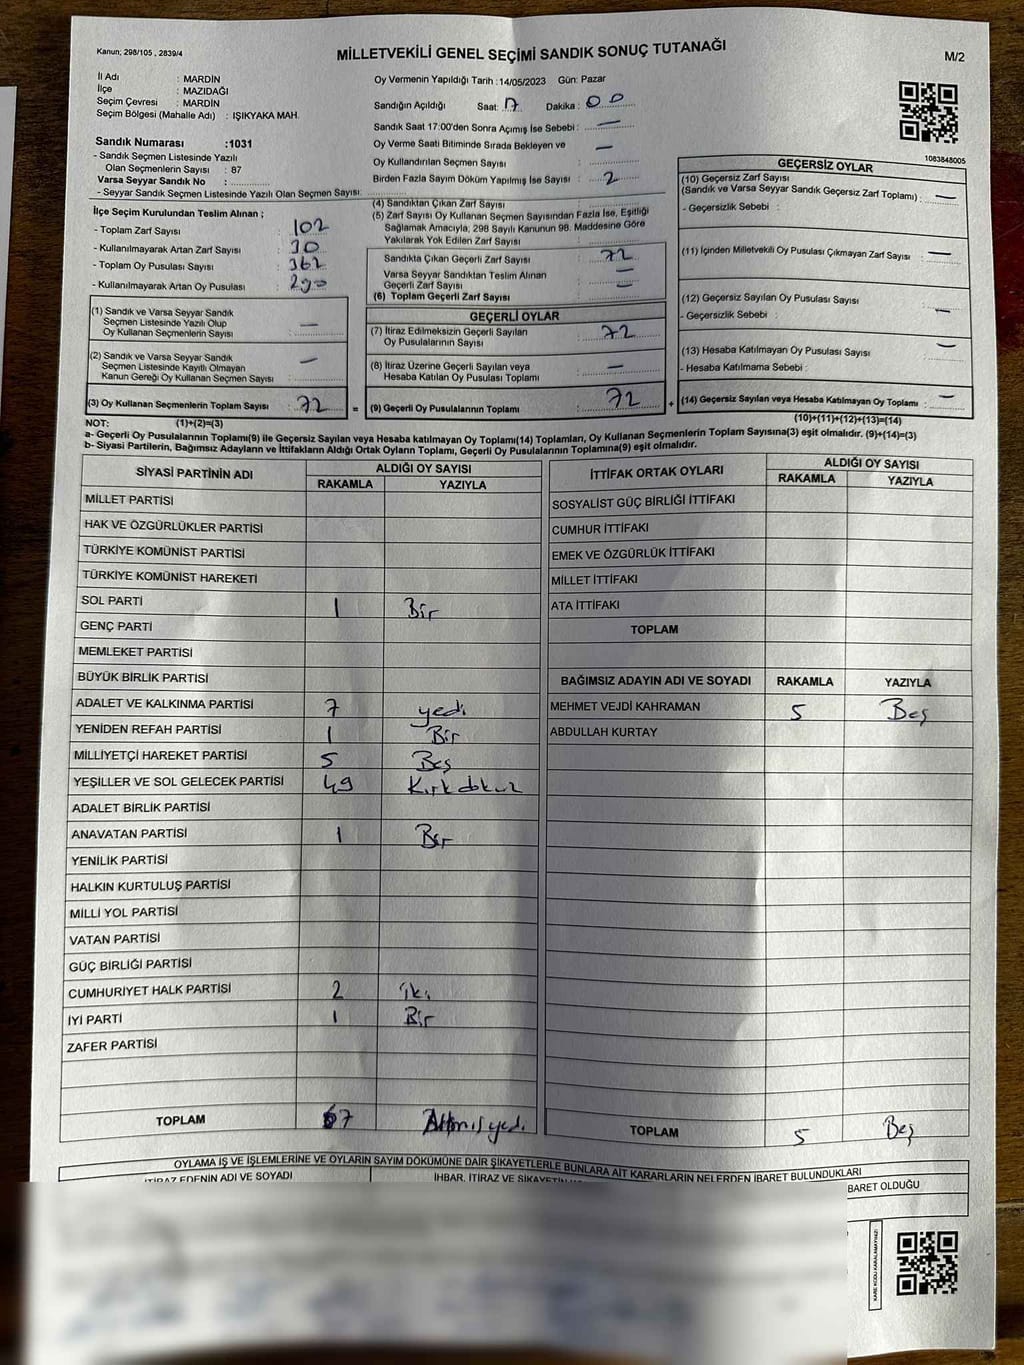 Kanun; 298/105 , 2839/4
MİLLETVEKİLİ GENEL SEÇİMİ SANDIK SONUÇ TUTANAĞI
M/2
İl Adı : MARDİN
İlçe : MAZIDAĞI
Seçim Çevresi : MARDİN
Seçim Bölgesi (Mahalle Adı) : IŞIKYAKA MAH.
Sandık Numarası :1031
- Sandık Seçmen Listesinde Yazılı
Olan Seçmenlerin Sayısı : 87
Varsa Seyyar Sandık No :
- Seyyar Sandık Seçmen Listesinde Yazılı Olan Seçmen Sayısı:
Oy Vermenin Yapıldığı Tarih :14/05/2023 Gün: Pazar
Sandığın Açıldığı Saat: 17 Dakika : 00
Sandık Saat 17:00'den Sonra Açımış İse Sebebi : —
Oy Verme Saati Bitiminde Sırada Bekleyen ve
Oy Kullandırılan Seçmen Sayısı : —
Birden Fazla Sayım Döküm Yapılmış İse Sayısı : 2
1083848005
İlçe Seçim Kurulundan Teslim Alınan ;
- Toplam Zarf Sayısı : 102
- Kullanılmayarak Artan Zarf Sayısı : 30
- Toplam Oy Pusulası Sayısı : 362
- Kullanılmayarak Artan Oy Pusulası : 290
(1) Sandık ve Varsa Seyyar Sandık
Seçmen Listesinde Yazılı Olup
Oy Kullanan Seçmenlerin Sayısı : —
(2) Sandık ve Varsa Seyyar Sandık
Seçmen Listesinde Kayıtlı Olmayan
Kanun Gereği Oy Kullanan Seçmen Sayısı : —
(3) Oy Kullanan Seçmenlerin Toplam Sayısı : 72
(4) Sandıktan Çıkan Zarf Sayısı :
(5) Zarf Sayısı Oy Kullanan Seçmen Sayısından Fazla İse, Eşitliği
Sağlamak Amacıyla, 298 Sayılı Kanunun 98. Maddesine Göre
Yakılarak Yok Edilen Zarf Sayısı :
Sandıkta Çıkan Geçerli Zarf Sayısı : 72
Varsa Seyyar Sandıktan Teslim Alınan
Geçerli Zarf Sayısı : —
(6) Toplam Geçerli Zarf Sayısı : —
GEÇERLİ OYLAR
(7) İtiraz Edilmeksizin Geçerli Sayılan
Oy Pusulalarının Sayısı : 72
(8) İtiraz Üzerine Geçerli Sayılan veya
Hesaba Katılan Oy Pusulası Toplamı : —
= (9) Geçerli Oy Pusulalarının Toplamı : 72 +
GEÇERSİZ OYLAR
(10) Geçersiz Zarf Sayısı
(Sandık ve Varsa Seyyar Sandık Geçersiz Zarf Toplamı) : —
- Geçersizlik Sebebi :
(11) İçinden Milletvekili Oy Pusulası Çıkmayan Zarf Sayısı : —
(12) Geçersiz Sayılan Oy Pusulası Sayısı : —
- Geçersizlik Sebebi :
(13) Hesaba Katılmayan Oy Pusulası Sayısı : —
- Hesaba Katılmama Sebebi :
(14) Geçersiz Sayılan veya Hesaba Katılmayan Oy Toplamı : —
NOT: (1)+(2)=(3)
(10)+(11)+(12)+(13)=(14)
a- Geçerli Oy Pusulalarının Toplamı(9) ile Geçersiz Sayılan veya Hesaba katılmayan Oy Toplamı(14) Toplamları, Oy Kullanan Seçmenlerin Toplam Sayısına(3) eşit olmalıdır. (9)+(14)=(3)
b- Siyasi Partilerin, Bağımsız Adayların ve İttifakların Aldığı Ortak Oyların Toplamı, Geçerli Oy Pusulalarının Toplamına(9) eşit olmalıdır.
SİYASİ PARTİNİN ADI ALDIĞI OY SAYISI
RAKAMLA YAZIYLA
MİLLET PARTİSİ
HAK VE ÖZGÜRLÜKLER PARTİSİ
TÜRKİYE KOMÜNİST PARTİSİ
TÜRKİYE KOMÜNİST HAREKETİ
SOL PARTİ 1 Bir
GENÇ PARTİ
MEMLEKET PARTİSİ
BÜYÜK BİRLİK PARTİSİ
ADALET VE KALKINMA PARTİSİ 7 yedi
YENİDEN REFAH PARTİSİ 1 Bir
MİLLİYETÇİ HAREKET PARTİSİ 5 Beş
YEŞİLLER VE SOL GELECEK PARTİSİ 49 Kırkdokuz
ADALET BİRLİK PARTİSİ
ANAVATAN PARTİSİ 1 Bir
YENİLİK PARTİSİ
HALKIN KURTULUŞ PARTİSİ
MİLLİ YOL PARTİSİ
VATAN PARTİSİ
GÜÇ BİRLİĞİ PARTİSİ
CUMHURİYET HALK PARTİSİ 2 iki
İYİ PARTİ 1 Bir
ZAFER PARTİSİ
TOPLAM 67 Altmışyedi
İTTİFAK ORTAK OYLARI ALDIĞI OY SAYISI
RAKAMLA YAZIYLA
SOSYALİST GÜÇ BİRLİĞİ İTTİFAKI
CUMHUR İTTİFAKI
EMEK VE ÖZGÜRLÜK İTTİFAKI
MİLLET İTTİFAKI
ATA İTTİFAKI
TOPLAM
BAĞIMSIZ ADAYIN ADI VE SOYADI RAKAMLA YAZIYLA
MEHMET VEJDİ KAHRAMAN 5 Beş
ABDULLAH KURTAY
TOPLAM 5 Beş
OYLAMA İŞ VE İŞLEMLERİNE VE OYLARIN SAYIM DÖKÜMÜNE DAİR ŞİKAYETLERLE BUNLARA AİT KARARLARIN NELERDEN İBARET BULUNDUKLARI
İTİRAZ EDENİN ADI VE SOYADI İHBAR, İTİRAZ VE ŞİKAYETİN BARET OLDUĞU
KARE KODU KARALAMAYINIZ!